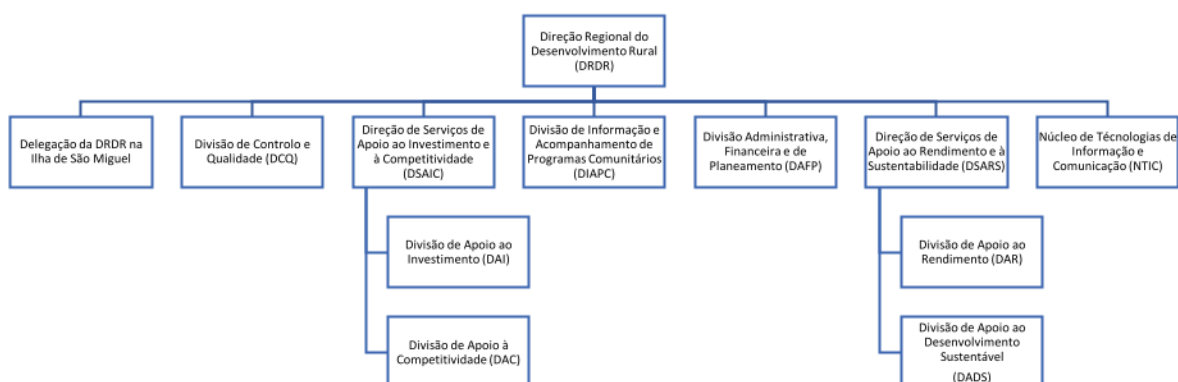 Direção Regional do
Desenvolvimento Rural
(DRDR)
Delegação da DRDR na
Ilha de São Miguel
Divisão de Controlo e
Qualidade (DCQ)
Direção de Serviços de
Apoio ao Investimento e
à Competitividade
(DSAIC)
Divisão de Informação e
Acompanhamento de
Programas Comunitários
(DIAPC)
Divisão Administrativa,
Financeira e de
Planeamento (DAFP)
Direção de Serviços de
Apoio ao Rendimento e à
Sustentabilidade (DSARS)
Núcleo de Técnologias de
Informação e
Comunicação (NTIC)
Divisão de Apoio ao
Investimento (DAI)
Divisão de Apoio à
Competitividade (DAC)
Divisão de Apoio ao
Rendimento (DAR)
Divisão de Apoio ao
Desenvolvimento
Sustentável
(DADS)